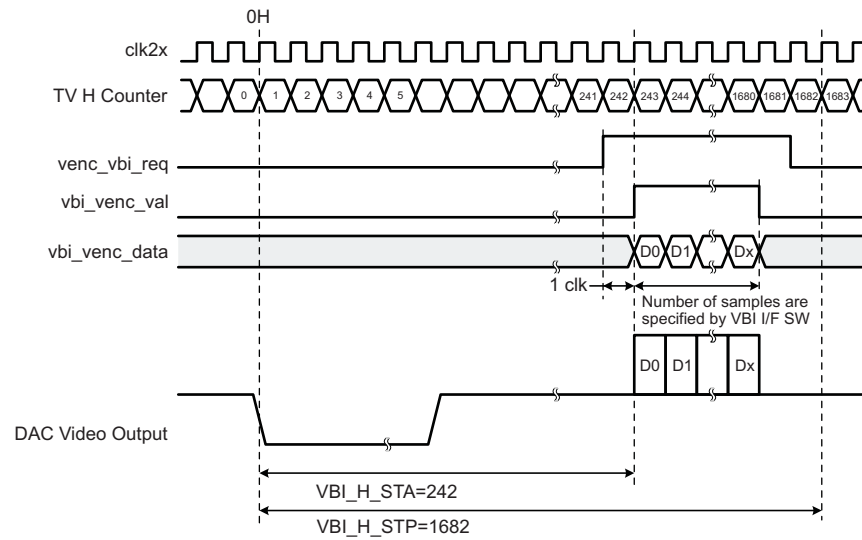 0H
clk2x
TV H Counter 0 1 2 3 4 5 241 242 243 244 1680 1681 1682 1683
venc_vbi_req
vbi_venc_val
vbi_venc_data D0 D1 Dx
1 clk
Number of samples are
specified by VBI I/F SW
D0 D1 Dx
DAC Video Output
VBI_H_STA=242
VBI_H_STP=1682